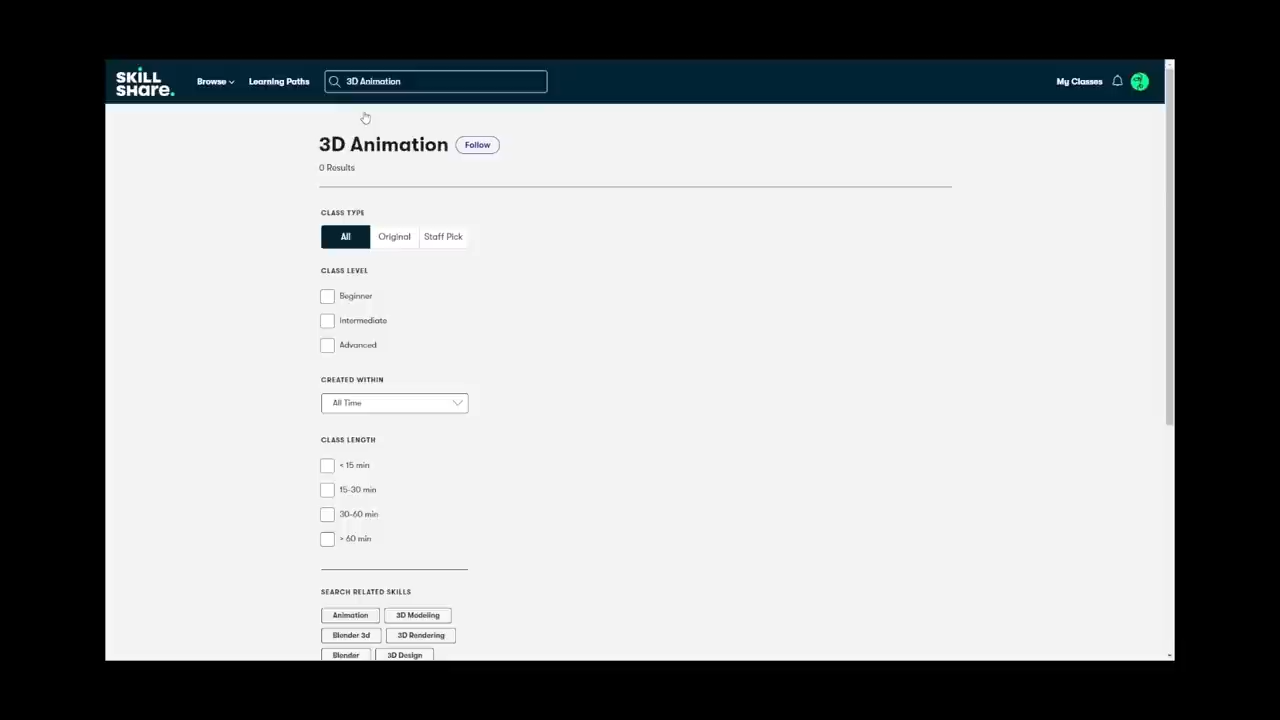 SKILL
SHARE.
Browse
Learning Paths
3D Animation
My Classes
3D Animation
Follow
0 Results
CLASS TYPE
All
Original
Staff Pick
CLASS LEVEL
Beginner
Intermediate
Advanced
CREATED WITHIN
All Time
CLASS LENGTH
< 15 min
15-30 min
30-60 min
> 60 min
SEARCH RELATED SKILLS
Animation
3D Modeling
Blender 3d
3D Rendering
Blender
3D Design